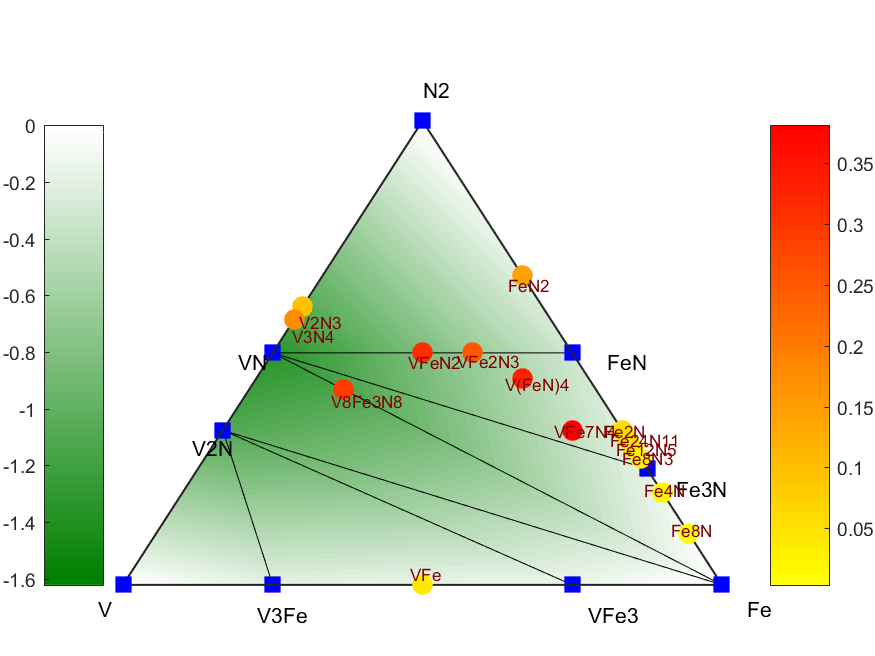 N2
0
-0.2
-0.4
-0.6
-0.8
-1
-1.2
-1.4
-1.6
0.35
0.3
0.25
0.2
0.15
0.1
0.05
FeN2
V2N3
V3N4
VN
VFeN2
VFe2N3
FeN
V(FeN)4
V8Fe3N8
VFe7N4
Fe2N
Fe24N11
V2N
Fe12N5
Fe8N3
Fe4N
Fe3N
Fe8N
VFe
V
V3Fe
VFe3
Fe